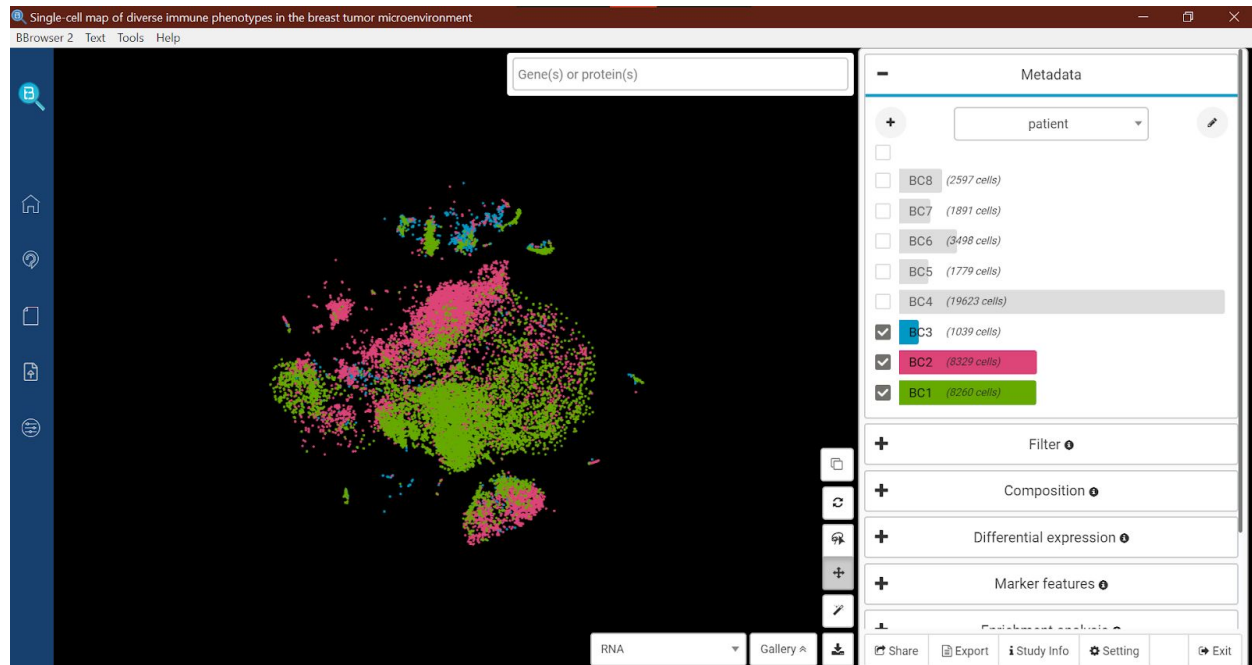 Single-cell map of diverse immune phenotypes in the breast tumor microenvironment
BBrowser 2 Text Tools Help
Gene(s) or protein(s)
Metadata
patient
BC8 (2597 cells)
BC7 (1891 cells)
BC6 (3498 cells)
BC5 (1779 cells)
BC4 (19623 cells)
BC3 (1039 cells)
BC2 (8329 cells)
BC1 (8260 cells)
Filter
Composition
Differential expression
Marker features
Enrichment analysis
RNA
Gallery
Share Export Study Info Setting Exit